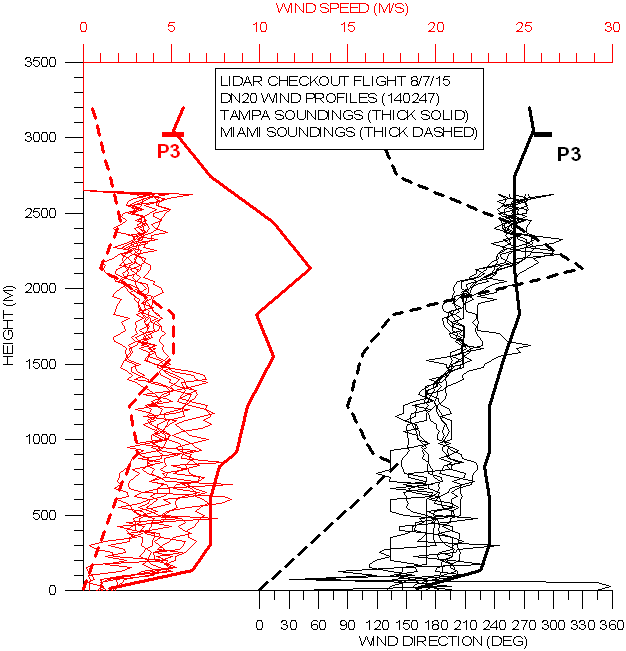 WIND SPEED (M/S)
0 5 10 15 20 25 30
3500
LIDAR CHECKOUT FLIGHT 8/7/15
DN20 WIND PROFILES (140247)
TAMPA SOUNDINGS (THICK SOLID)
MIAMI SOUNDINGS (THICK DASHED)
3000
P3
P3
2500
2000
HEIGHT (M)
1500
1000
500
0
0 30 60 90 120 150 180 210 240 270 300 330 360
WIND DIRECTION (DEG)